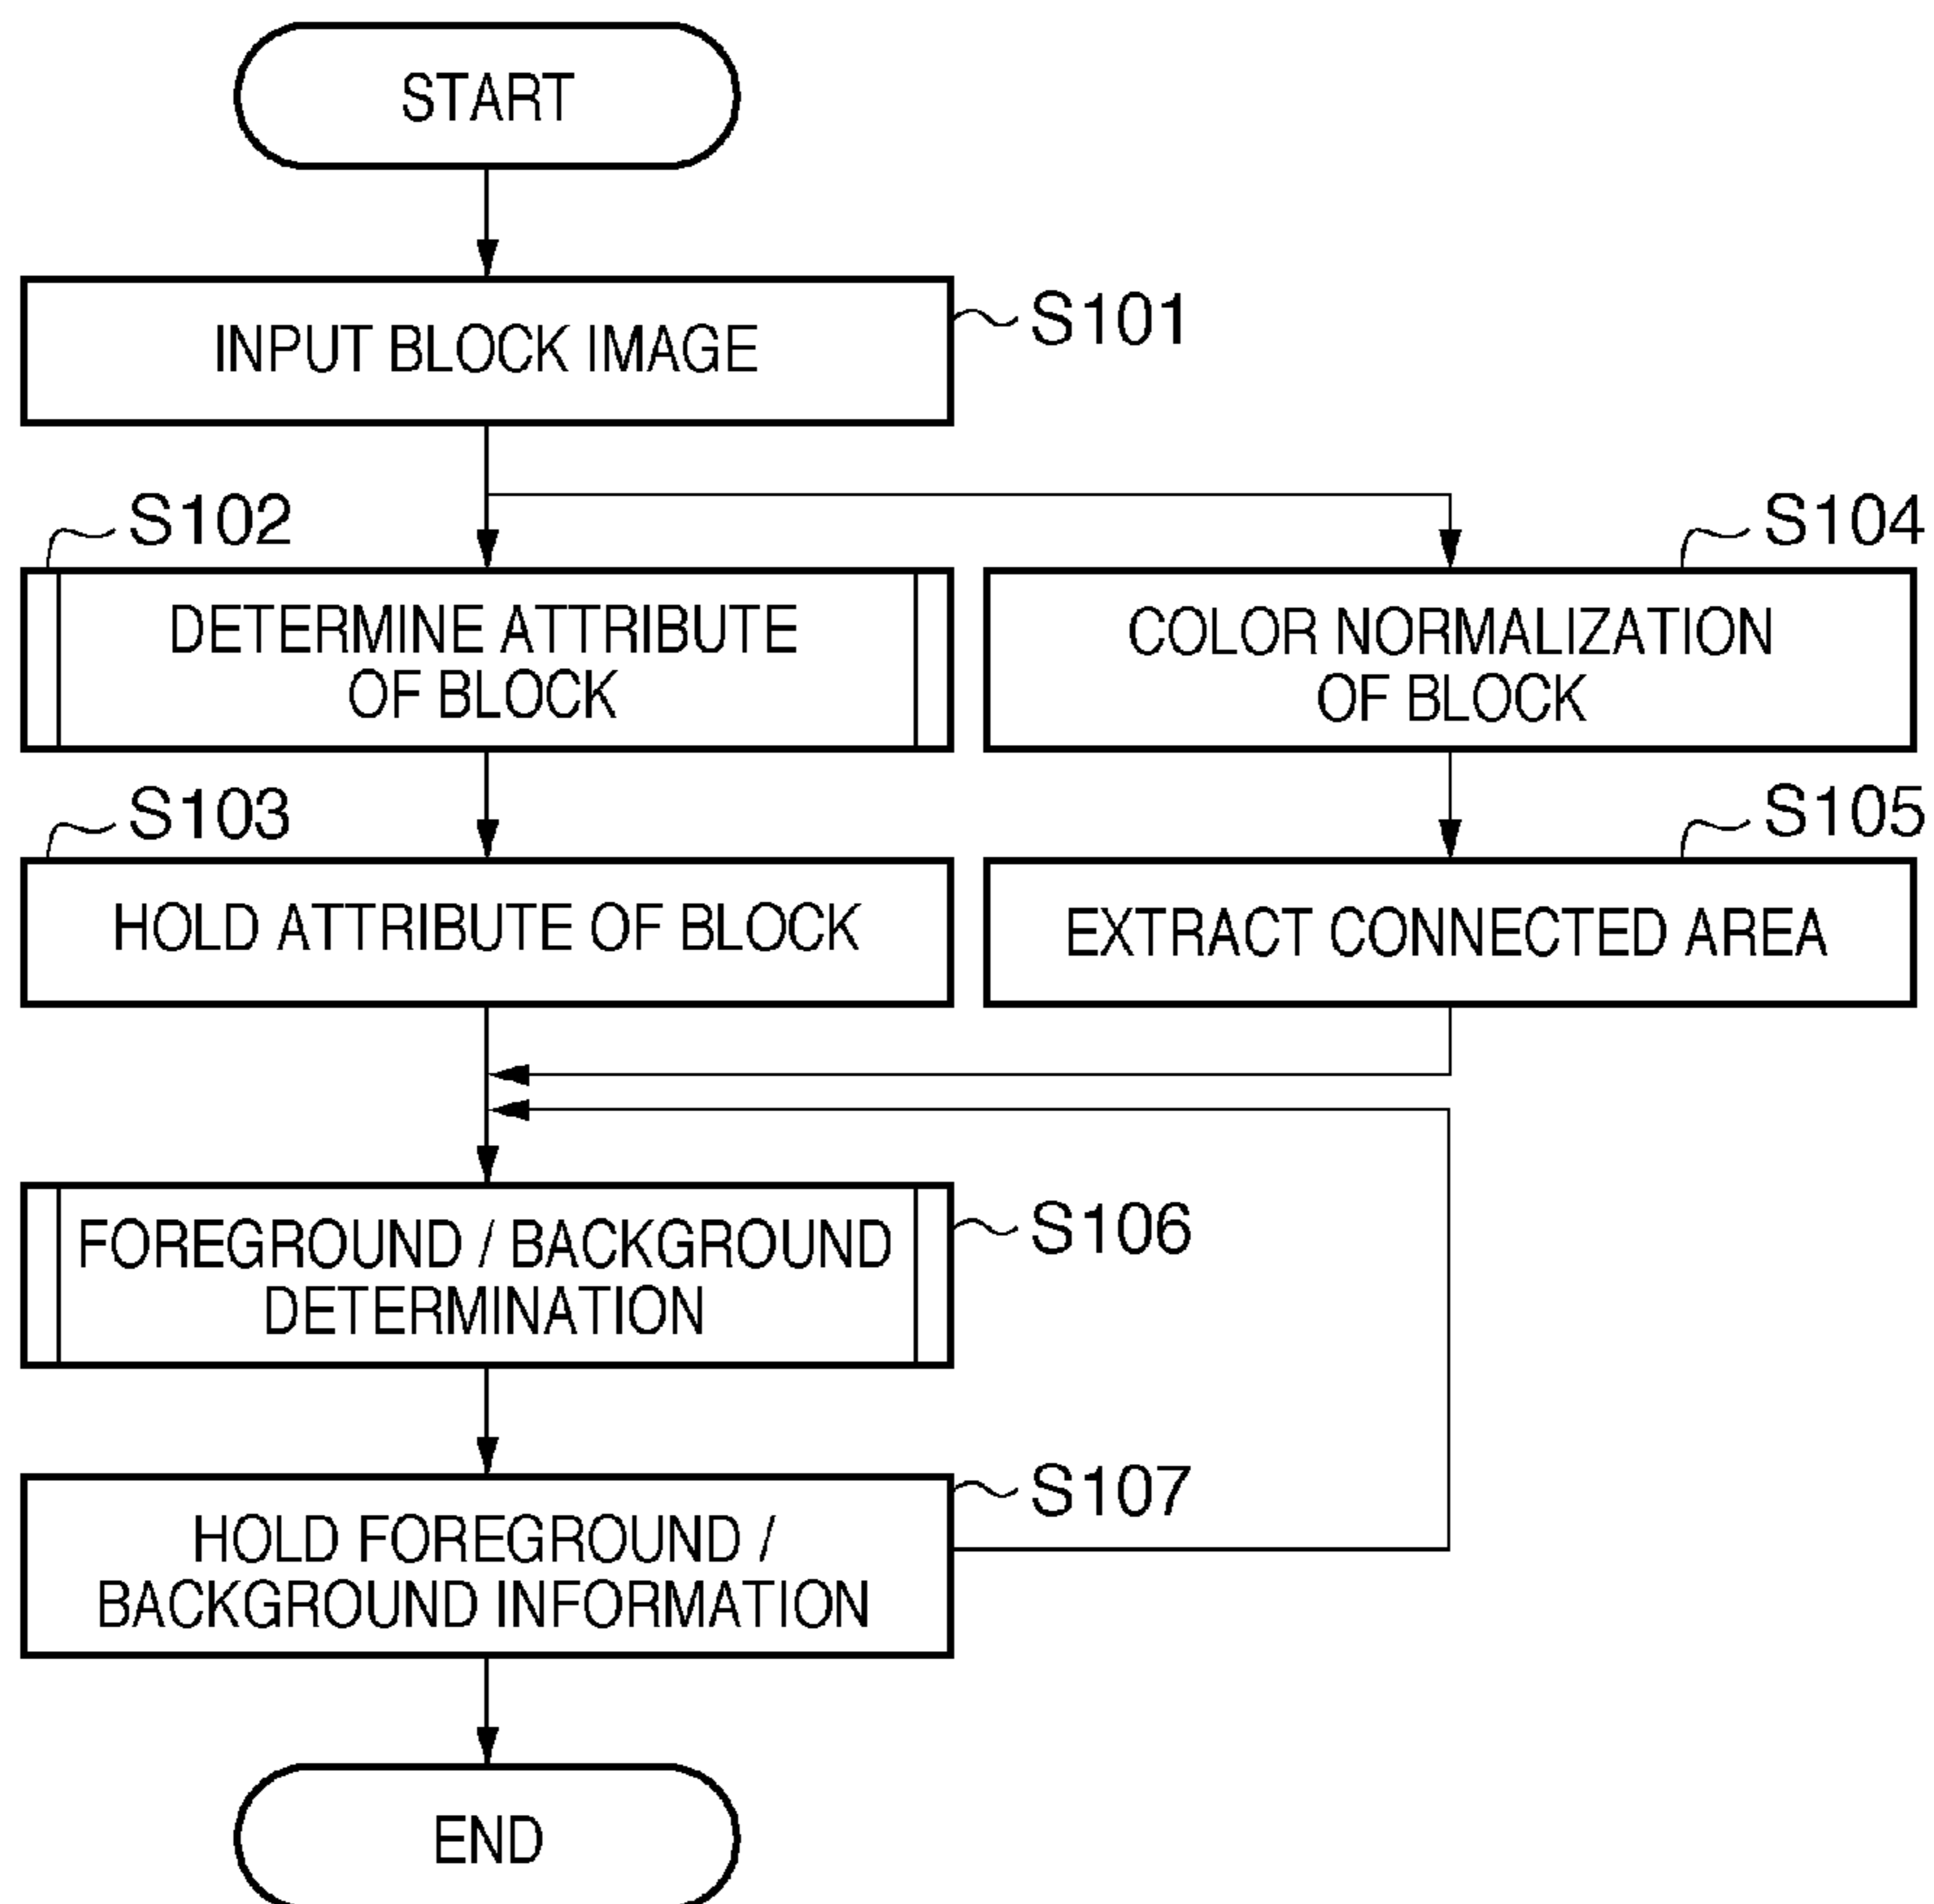 START
INPUT BLOCK IMAGE
S101
S102
DETERMINE ATTRIBUTE
OF BLOCK
S104
COLOR NORMALIZATION
OF BLOCK
S103
HOLD ATTRIBUTE OF BLOCK
S105
EXTRACT CONNECTED AREA
FOREGROUND / BACKGROUND
DETERMINATION
S106
HOLD FOREGROUND /
BACKGROUND INFORMATION
S107
END